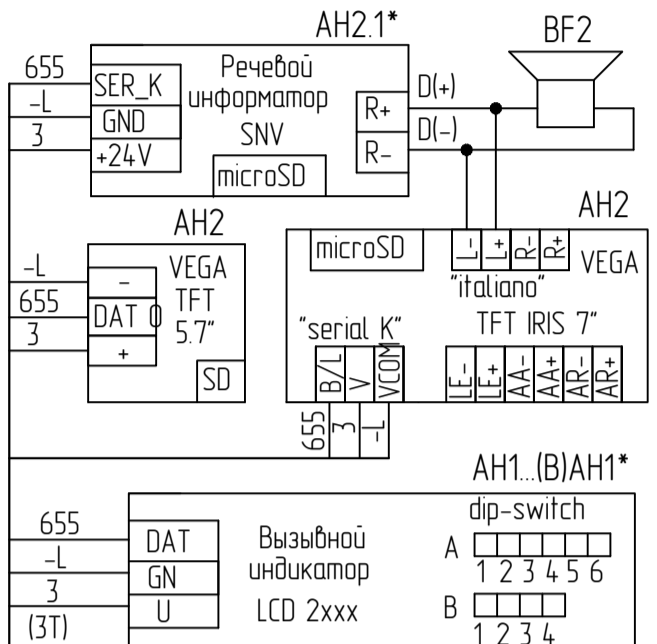 AH2.1*
BF2
655
SER_K
Речевой
информатор
SNV
R+
D(+)
-L
GND
3
+24V
R-
D(-)
microSD
AH2
-L
-
VEGA
TFT
5.7"
655
DAT 0
3
+
SD
AH2
microSD
L-
L+
R-
R+
VEGA
"italiano"
"serial K"
TFT IRIS 7"
B/L
V
VCOM
LE-
LE+
AA-
AA+
AR-
AR+
655
3
-L
AH1...(B)AH1*
655
DAT
Вызывной
индикатор
LCD 2xxx
dip-switch
-L
GN
A
1 2 3 4 5 6
3
U
B
1 2 3 4
(3T)